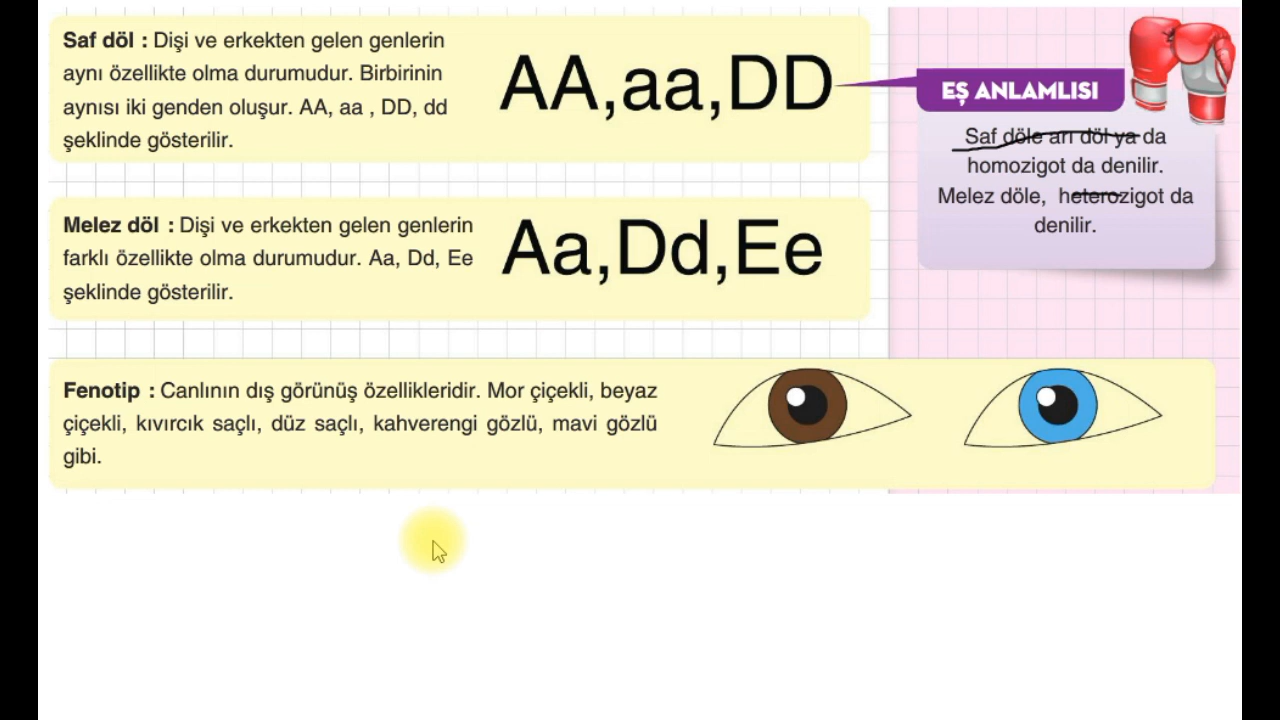 Saf döl : Dişi ve erkekten gelen genlerin
aynı özellikte olma durumudur. Birbirinin
aynısı iki genden oluşur. AA, aa , DD, dd
şeklinde gösterilir.
AA,aa,DD
EŞ ANLAMLISI
Saf döle arı döl ya da
homozigot da denilir.
Melez döle, heterozigot da
denilir.
Melez döl : Dişi ve erkekten gelen genlerin
farklı özellikte olma durumudur. Aa, Dd, Ee
şeklinde gösterilir.
Aa,Dd,Ee
Fenotip : Canlının dış görünüş özellikleridir. Mor çiçekli, beyaz
çiçekli, kıvırcık saçlı, düz saçlı, kahverengi gözlü, mavi gözlü
gibi.